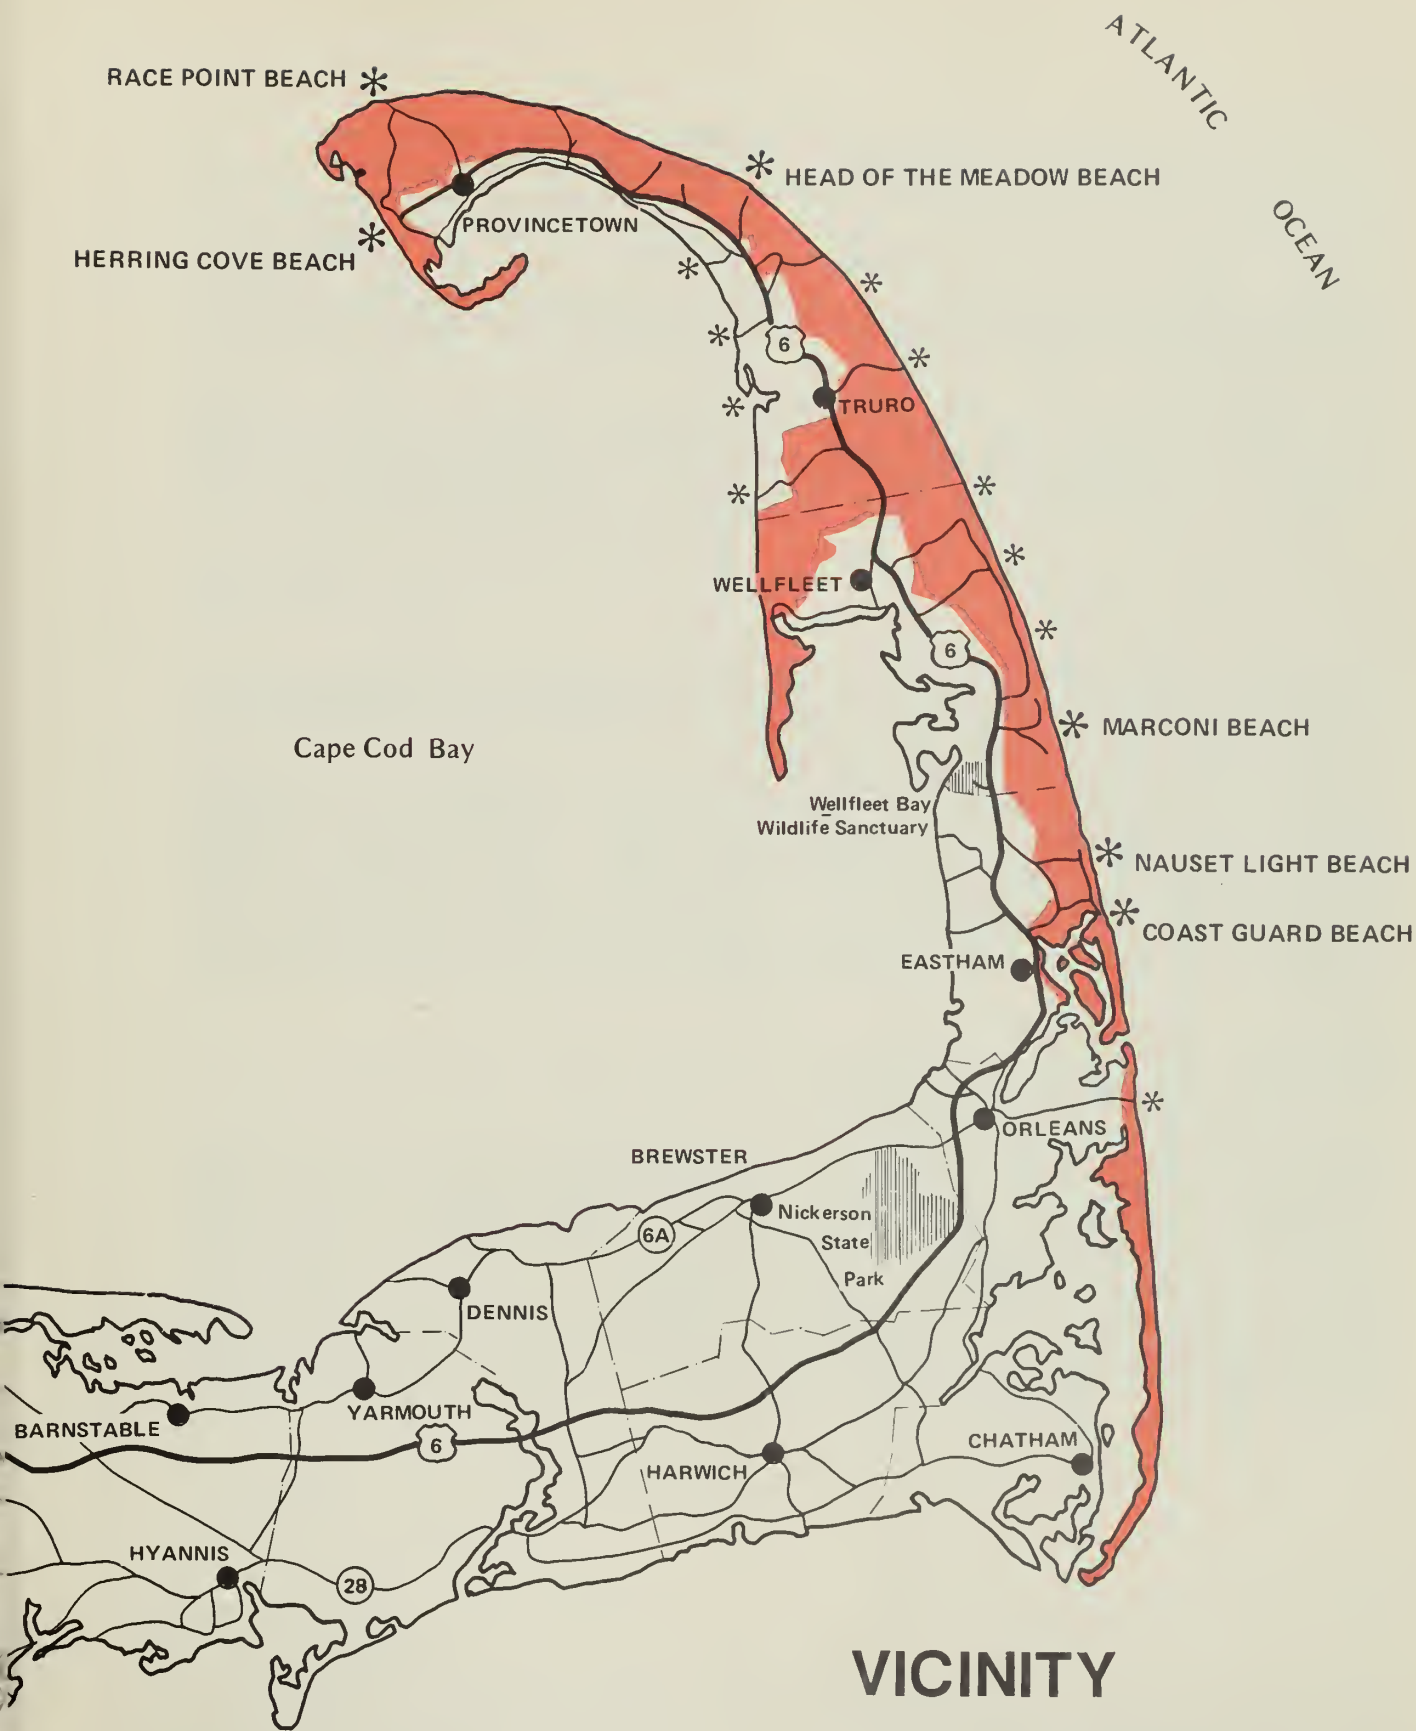 ATLANTIC
OCEAN
RACE POINT BEACH
HEAD OF THE MEADOW BEACH
PROVINCETOWN
HERRING COVE BEACH
6
TRURO
WELLFLEET
6
MARCONI BEACH
Cape Cod Bay
Wellfleet Bay
Wildlife Sanctuary
NAUSET LIGHT BEACH
COAST GUARD BEACH
EASTHAM
ORLEANS
BREWSTER
Nickerson
State
Park
6A
DENNIS
YARMOUTH
BARNSTABLE
6
CHATHAM
HARWICH
HYANNIS
28
VICINITY